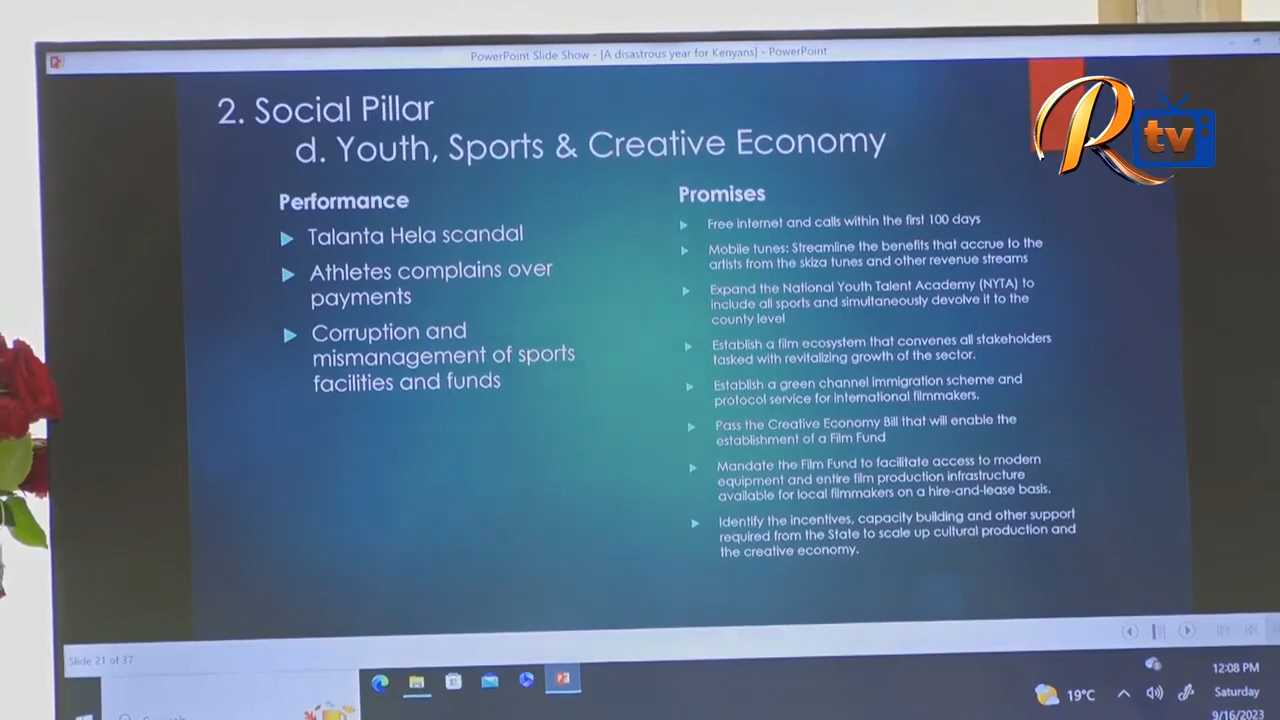 PowerPoint Slide Show - [A disastrous year for Kenyans] - PowerPoint
2. Social Pillar
d. Youth, Sports & Creative Economy
R tv
Performance
Talanta Hela scandal
Athletes complains over
payments
Corruption and
mismanagement of sports
facilities and funds
Promises
Free internet and calls within the first 100 days
Mobile tunes: Streamline the benefits that accrue to the
artists from the skiza tunes and other revenue streams
Expand the National Youth Talent Academy (NYTA) to
include all sports and simultaneously devolve it to the
county level
Establish a film ecosystem that convenes all stakeholders
tasked with revitalizing growth of the sector.
Establish a green channel immigration scheme and
protocol service for international filmmakers.
Pass the Creative Economy Bill that will enable the
establishment of a Film Fund
Mandate the Film Fund to facilitate access to modern
equipment and entire film production infrastructure
available for local filmmakers on a hire-and-lease basis.
Identify the incentives, capacity building and other support
required from the State to scale up cultural production and
the creative economy.
Slide 21 of 37
19°C
12:08 PM
Saturday
9/16/2023